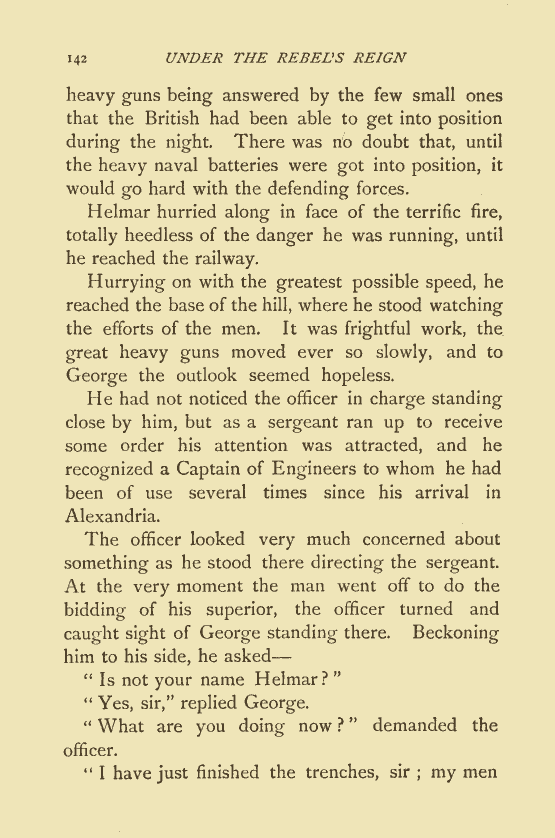 142 UNDER THE REBEL'S REIGN
heavy guns being answered by the few small ones
that the British had been able to get into position
during the night. There was no doubt that, until
the heavy naval batteries were got into position, it
would go hard with the defending forces.
Helmar hurried along in face of the terrific fire,
totally heedless of the danger he was running, until
he reached the railway.
Hurrying on with the greatest possible speed, he
reached the base of the hill, where he stood watching
the efforts of the men. It was frightful work, the
great heavy guns moved ever so slowly, and to
George the outlook seemed hopeless.
He had not noticed the officer in charge standing
close by him, but as a sergeant ran up to receive
some order his attention was attracted, and he
recognized a Captain of Engineers to whom he had
been of use several times since his arrival in
Alexandria.
The officer looked very much concerned about
something as he stood there directing the sergeant.
At the very moment the man went off to do the
bidding of his superior, the officer turned and
caught sight of George standing there. Beckoning
him to his side, he asked—
" Is not your name Helmar? "
" Yes, sir," replied George.
" What are you doing now? " demanded the
officer.
" I have just finished the trenches, sir ; my men